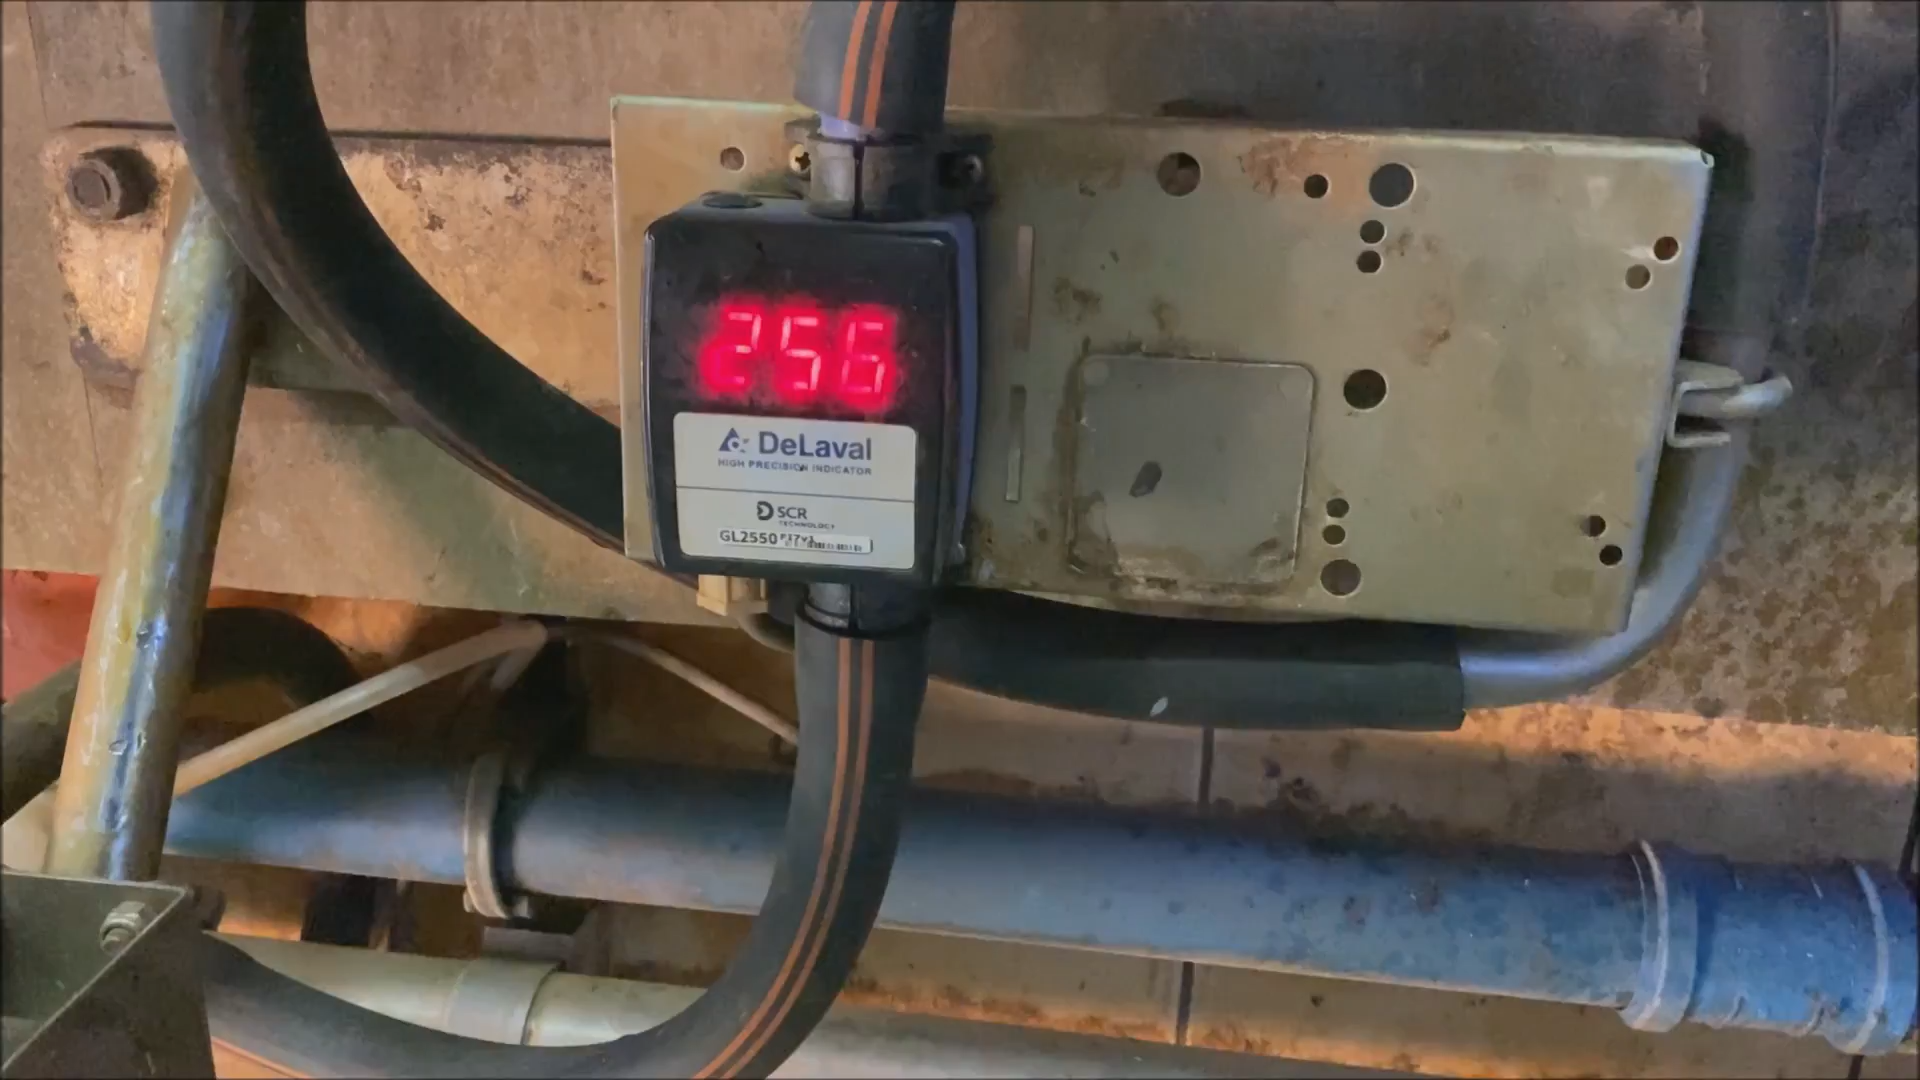 256
DeLaval
HIGH PRECISION INDICATOR
SCR
TECHNOLOGY
GL2550